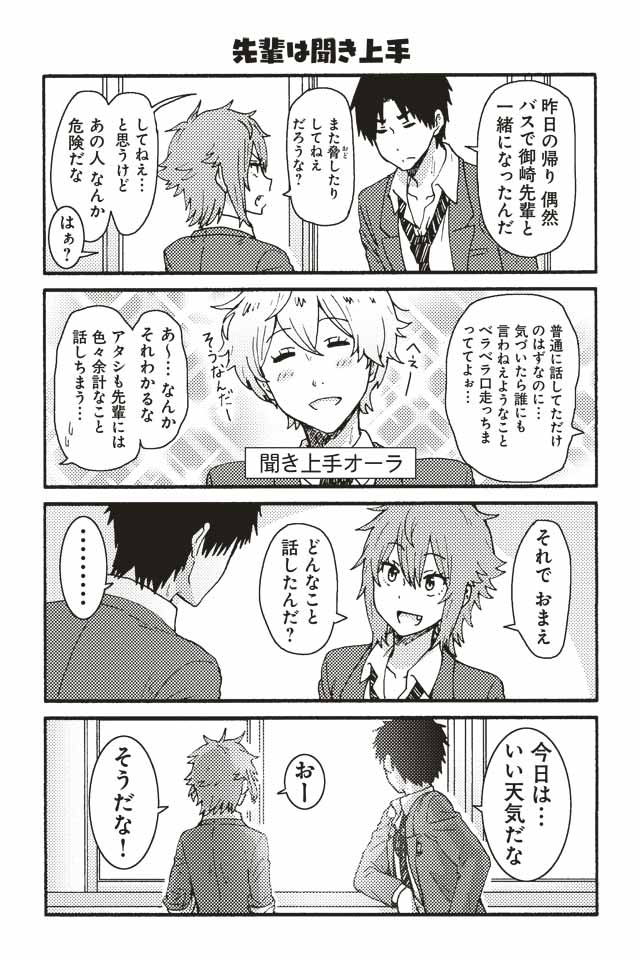 先輩は聞き上手
昨日の帰り 偶然
バスで御崎先輩と
一緒になったんだ
また脅したり
おど
してねえ
だろうな?
してねえ…
と思うけど
あの人 なんか
危険だな
はぁ?
普通に話してただけ
のはずなのに…
気づいたら誰にも
言わねえようなこと
ベラベラ口走っちま
っててよぉ…
へぇー
そうなんだー
聞き上手オーラ
あ〜… なんか
それわかるな
アタシも先輩には
色々余計なこと
話しちまう…
それで おまえ
どんなこと
話したんだ?
………
今日は…
いい天気だな
おー
そうだな!